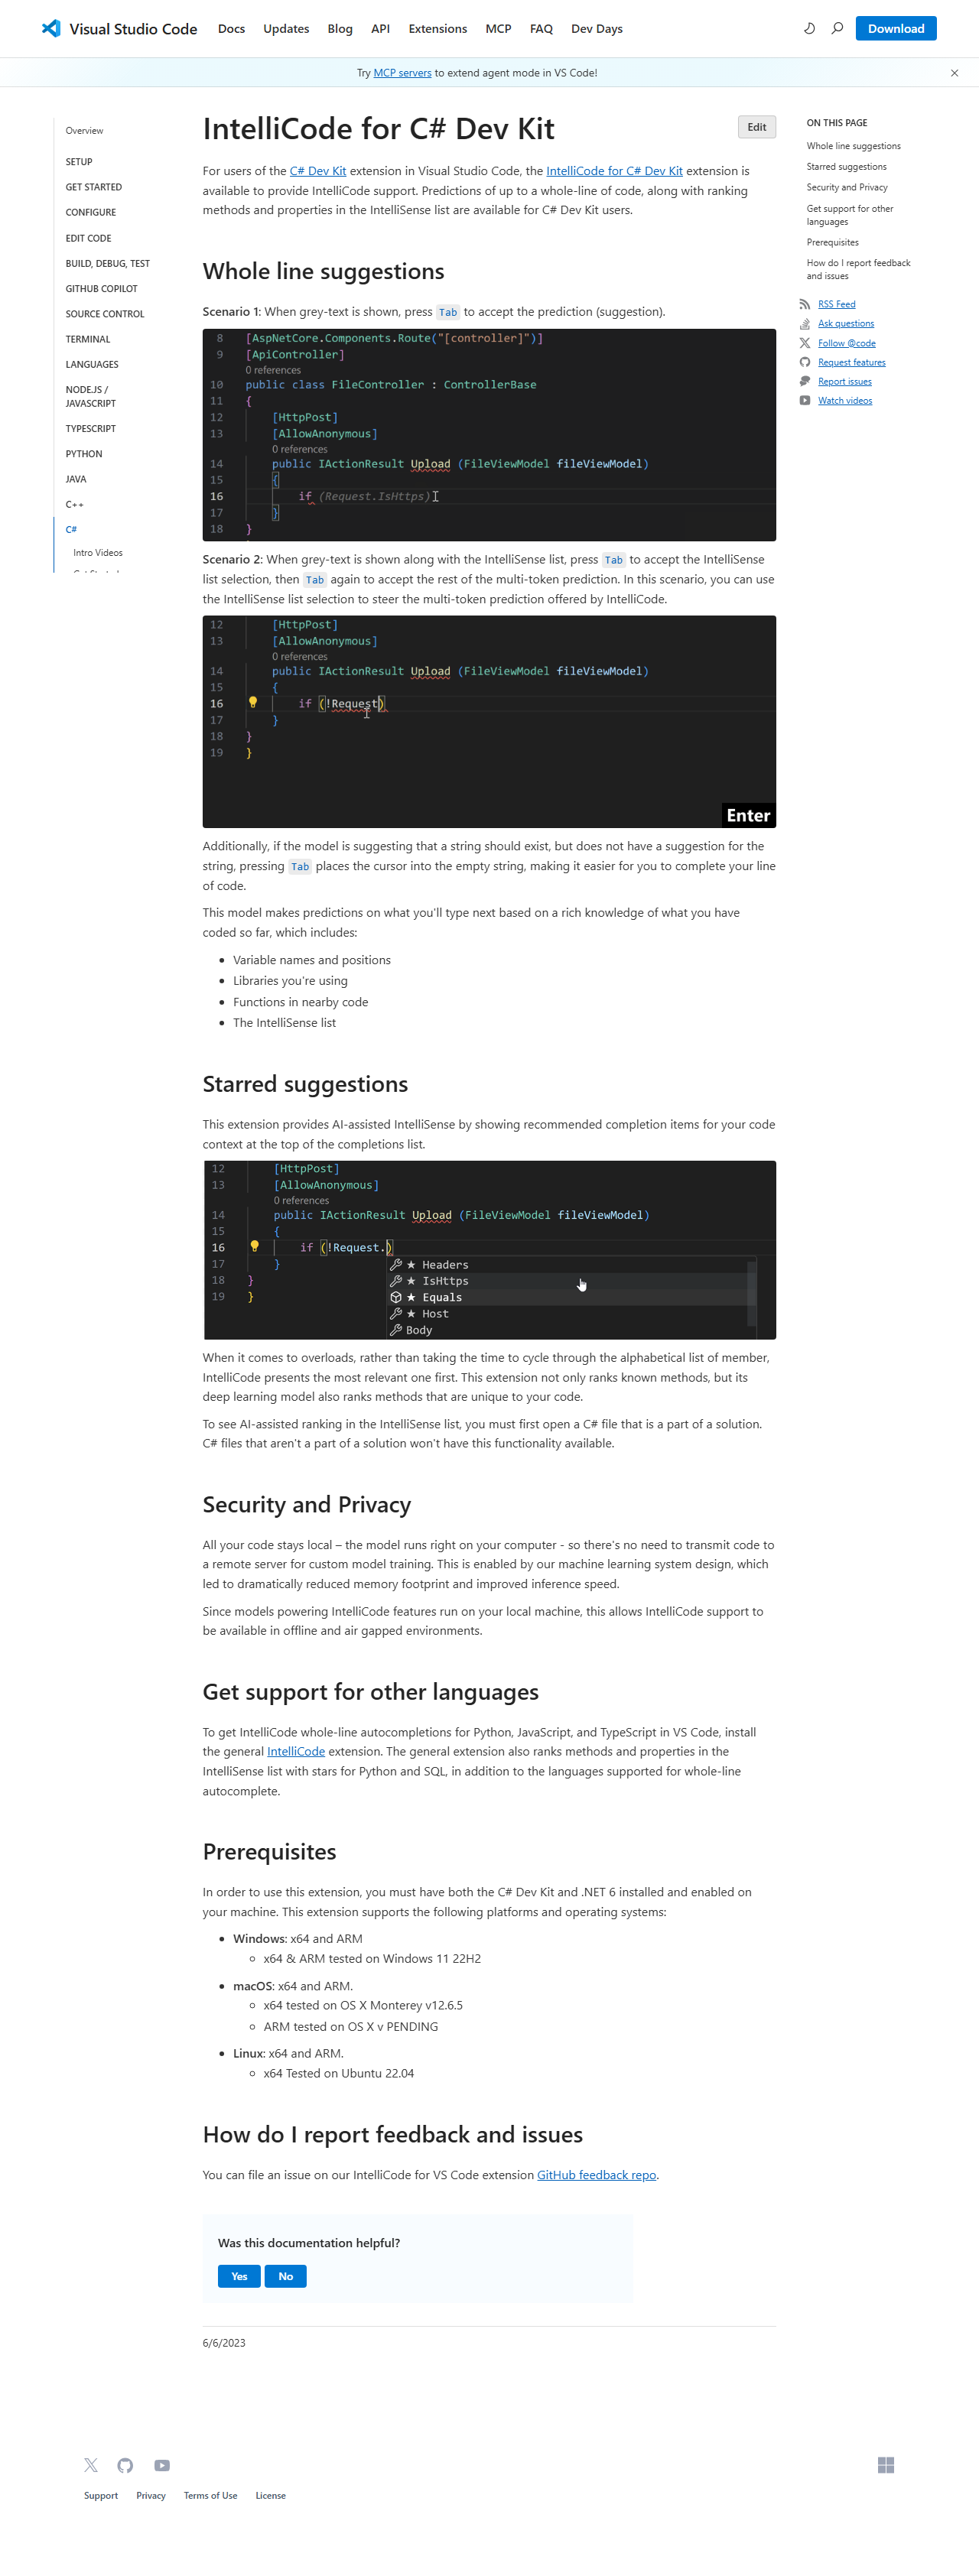 Visual Studio Code Docs Updates Blog API Extensions MCP FAQ Dev Days Download
Try MCP servers to extend agent mode in VS Code!
Overview
SETUP
GET STARTED
CONFIGURE
EDIT CODE
BUILD, DEBUG, TEST
GITHUB COPILOT
SOURCE CONTROL
TERMINAL
LANGUAGES
NODE.JS /
JAVASCRIPT
TYPESCRIPT
PYTHON
JAVA
C++
C#
Intro Videos
IntelliCode for C# Dev Kit
Edit
For users of the C# Dev Kit extension in Visual Studio Code, the IntelliCode for C# Dev Kit extension is
available to provide IntelliCode support. Predictions of up to a whole-line of code, along with ranking
methods and properties in the IntelliSense list are available for C# Dev Kit users.
Whole line suggestions
Scenario 1: When grey-text is shown, press Tab to accept the prediction (suggestion).
8 [AspNetCore.Components.Route("[controller]")]
9 [ApiController]
0 references
10 public class FileController : ControllerBase
11 {
12 [HttpPost]
13 [AllowAnonymous]
0 references
14 public IActionResult Upload (FileViewModel fileViewModel)
15 {
16 if (Request.IsHttps)
17 }
18 }
Scenario 2: When grey-text is shown along with the IntelliSense list, press Tab to accept the IntelliSense
list selection, then Tab again to accept the rest of the multi-token prediction. In this scenario, you can use
the IntelliSense list selection to steer the multi-token prediction offered by IntelliCode.
12 [HttpPost]
13 [AllowAnonymous]
0 references
14 public IActionResult Upload (FileViewModel fileViewModel)
15 {
16 if (!Request)
17 }
18 }
19 }
Enter
Additionally, if the model is suggesting that a string should exist, but does not have a suggestion for the
string, pressing Tab places the cursor into the empty string, making it easier for you to complete your line
of code.
This model makes predictions on what you'll type next based on a rich knowledge of what you have
coded so far, which includes:
• Variable names and positions
• Libraries you're using
• Functions in nearby code
• The IntelliSense list
Starred suggestions
This extension provides AI-assisted IntelliSense by showing recommended completion items for your code
context at the top of the completions list.
12 [HttpPost]
13 [AllowAnonymous]
0 references
14 public IActionResult Upload (FileViewModel fileViewModel)
15 {
16 if (!Request.)
17 }
18 }
19 }
★ Headers
★ IsHttps
★ Equals
★ Host
Body
When it comes to overloads, rather than taking the time to cycle through the alphabetical list of member,
IntelliCode presents the most relevant one first. This extension not only ranks known methods, but its
deep learning model also ranks methods that are unique to your code.
To see AI-assisted ranking in the IntelliSense list, you must first open a C# file that is a part of a solution.
C# files that aren't a part of a solution won't have this functionality available.
Security and Privacy
All your code stays local – the model runs right on your computer - so there's no need to transmit code to
a remote server for custom model training. This is enabled by our machine learning system design, which
led to dramatically reduced memory footprint and improved inference speed.
Since models powering IntelliCode features run on your local machine, this allows IntelliCode support to
be available in offline and air gapped environments.
Get support for other languages
To get IntelliCode whole-line autocompletions for Python, JavaScript, and TypeScript in VS Code, install
the general IntelliCode extension. The general extension also ranks methods and properties in the
IntelliSense list with stars for Python and SQL, in addition to the languages supported for whole-line
autocomplete.
Prerequisites
In order to use this extension, you must have both the C# Dev Kit and .NET 6 installed and enabled on
your machine. This extension supports the following platforms and operating systems:
• Windows: x64 and ARM
◦ x64 & ARM tested on Windows 11 22H2
• macOS: x64 and ARM.
◦ x64 tested on OS X Monterey v12.6.5
◦ ARM tested on OS X v PENDING
• Linux: x64 and ARM.
◦ x64 Tested on Ubuntu 22.04
How do I report feedback and issues
You can file an issue on our IntelliCode for VS Code extension GitHub feedback repo.
Was this documentation helpful?
Yes No
6/6/2023
ON THIS PAGE
Whole line suggestions
Starred suggestions
Security and Privacy
Get support for other
languages
Prerequisites
How do I report feedback
and issues
RSS Feed
Ask questions
Follow @code
Request features
Report issues
Watch videos
Support Privacy Terms of Use License